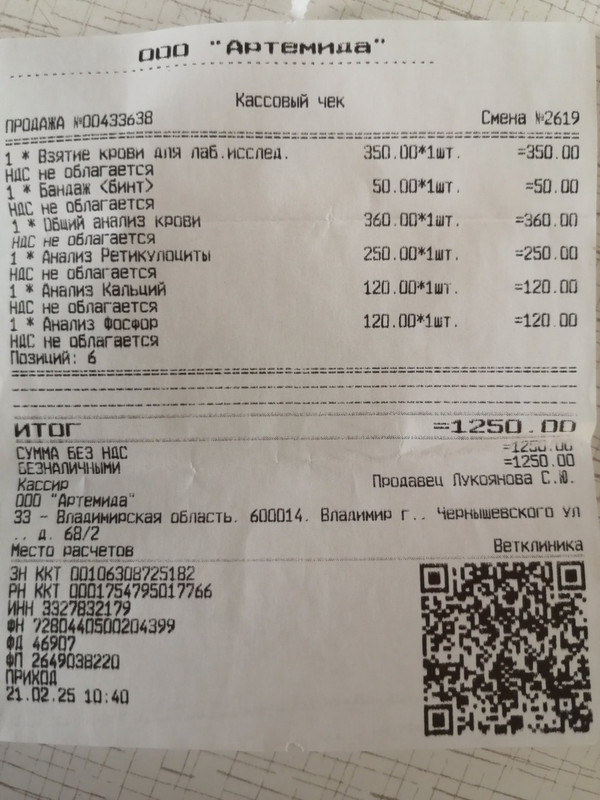 ООО "Артемида"
Кассовый чек
ПРОДАЖА №00433638 Смена №2619
1 * Взятие крови для лаб.исслед. 350.00*1шт. =350.00
НДС не облагается
1 * Бандаж <бинт> 50.00*1шт. =50.00
НДС не облагается
1 * Общий анализ крови 360.00*1шт. =360.00
НДС не облагается
1 * Анализ Ретикулоциты 250.00*1шт. =250.00
НДС не облагается
1 * Анализ Кальций 120.00*1шт. =120.00
НДС не облагается
1 * Анализ Фосфор 120.00*1шт. =120.00
НДС не облагается
Позиций: 6
ИТОГ =1250.00
СУММА БЕЗ НДС =1250.00
БЕЗНАЛИЧНЫМИ =1250.00
Кассир Продавец Лукоянова С.Ю.
ООО "Артемида"
33 - Владимирская область. 600014. Владимир г.. Чернышевского ул
.. д. 68/2
Место расчетов Ветклиника
ЗН ККТ 00106308725182
РН ККТ 0001754795017766
ИНН 3327832179
ФН 7280440500204399
ФД 46907
ФП 2649038220
ПРИХОД
21.02.25 10:40